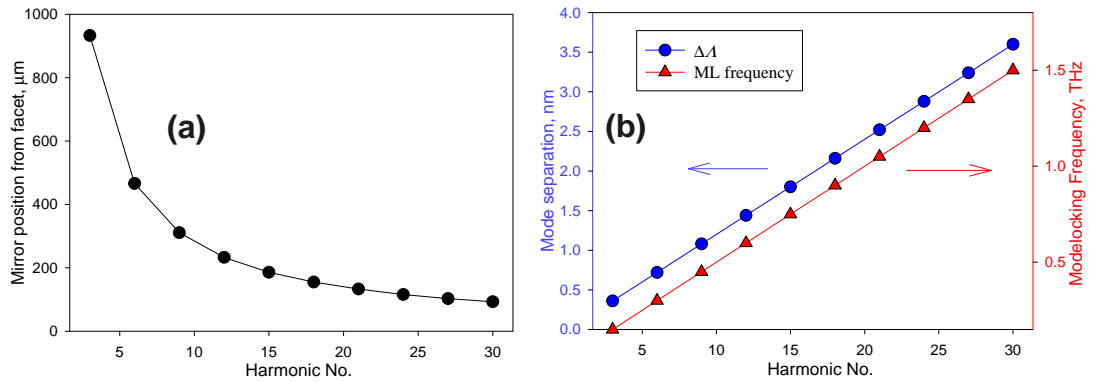 1000
800
600
400
200
0
Mirror position from facet, μm
(a)
5 10 15 20 25 30
Harmonic No.
4.0
3.5
3.0
2.5
2.0
1.5
1.0
0.5
0.0
Mode separation, nm
ΔΛ
ML frequency
(b)
1.5
1.0
0.5
Modelocking Frequency, THz
5 10 15 20 25 30
Harmonic No.